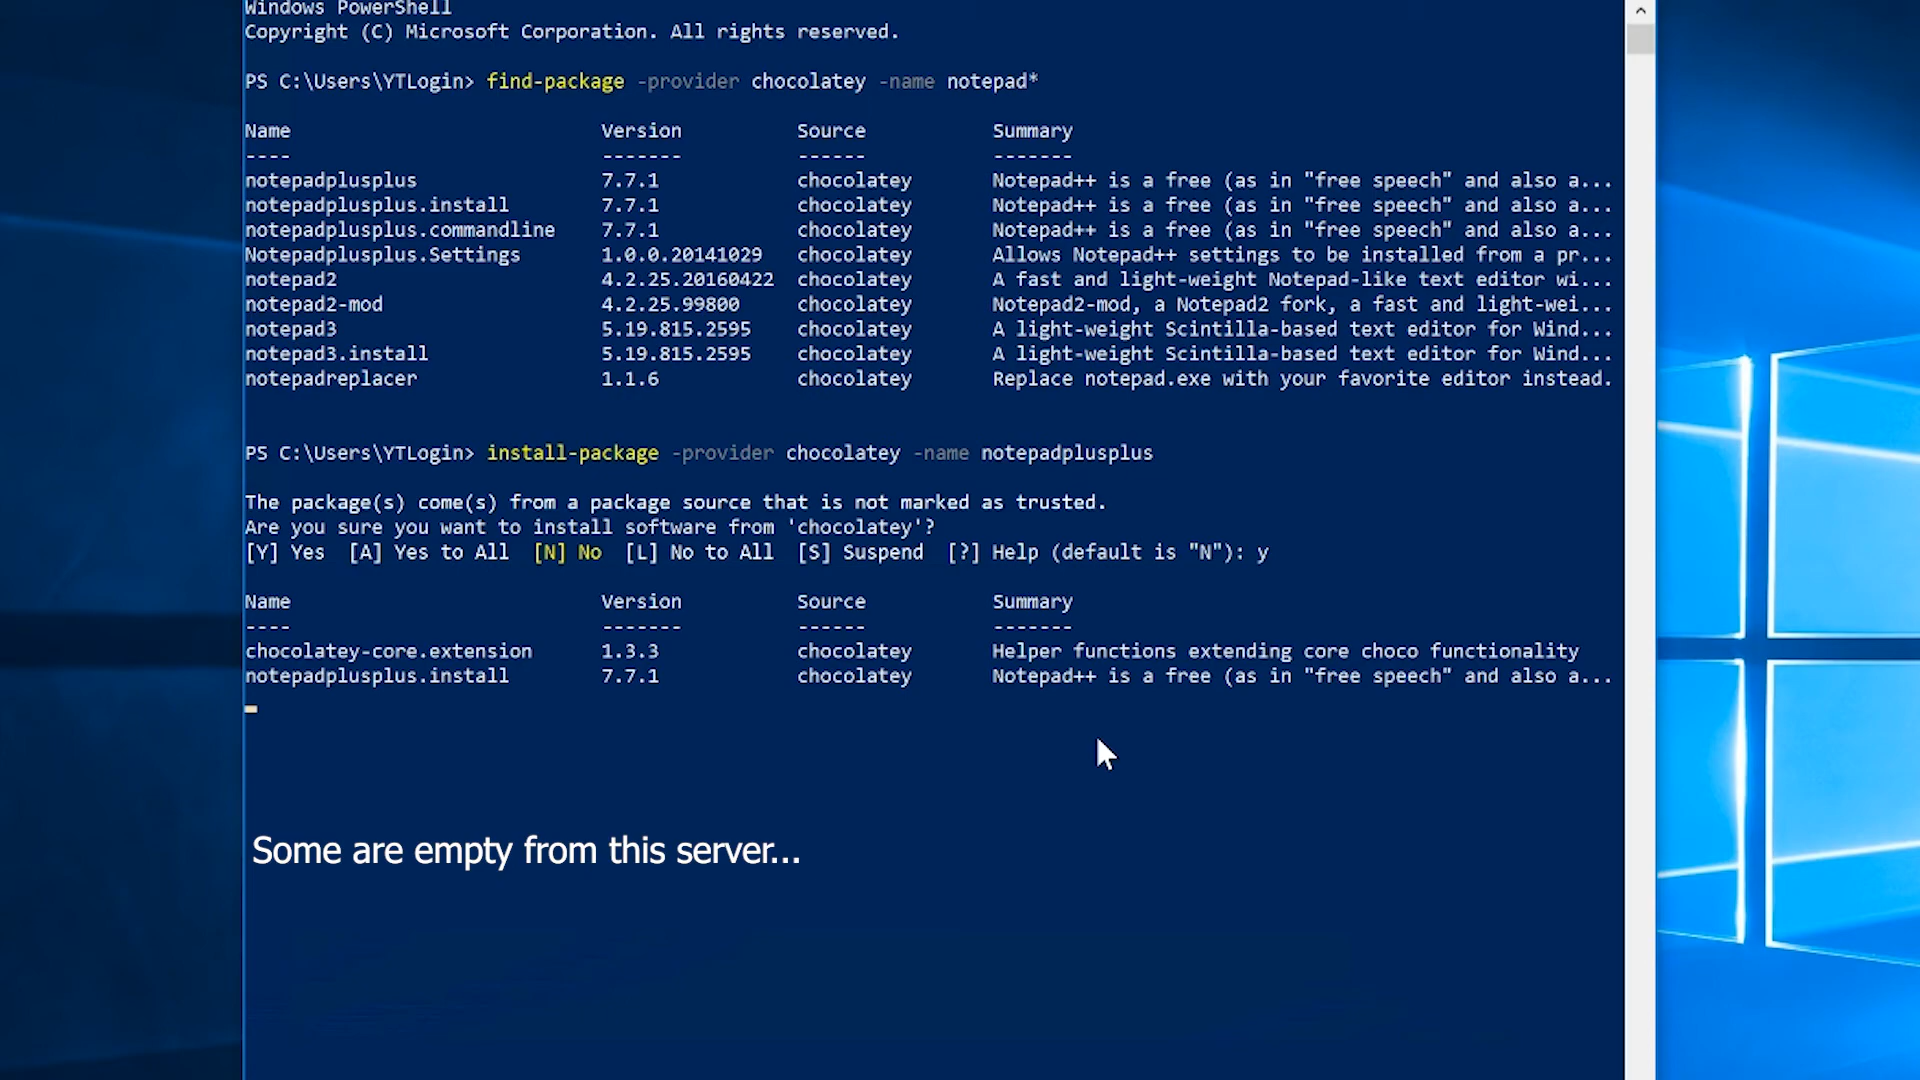 Windows PowerShell
Copyright (C) Microsoft Corporation. All rights reserved.
PS C:\Users\YTLogin> find-package -provider chocolatey -name notepad*
Name Version Source Summary
---- ------- ------ -------
notepadplusplus 7.7.1 chocolatey Notepad++ is a free (as in "free speech" and also a...
notepadplusplus.install 7.7.1 chocolatey Notepad++ is a free (as in "free speech" and also a...
notepadplusplus.commandline 7.7.1 chocolatey Notepad++ is a free (as in "free speech" and also a...
Notepadplusplus.Settings 1.0.0.20141029 chocolatey Allows Notepad++ settings to be installed from a pr...
notepad2 4.2.25.20160422 chocolatey A fast and light-weight Notepad-like text editor wi...
notepad2-mod 4.2.25.99800 chocolatey Notepad2-mod, a Notepad2 fork, a fast and light-wei...
notepad3 5.19.815.2595 chocolatey A light-weight Scintilla-based text editor for Wind...
notepad3.install 5.19.815.2595 chocolatey A light-weight Scintilla-based text editor for Wind...
notepadreplacer 1.1.6 chocolatey Replace notepad.exe with your favorite editor instead.
PS C:\Users\YTLogin> install-package -provider chocolatey -name notepadplusplus
The package(s) come(s) from a package source that is not marked as trusted.
Are you sure you want to install software from 'chocolatey'?
[Y] Yes [A] Yes to All [N] No [L] No to All [S] Suspend [?] Help (default is "N"): y
Name Version Source Summary
---- ------- ------ -------
chocolatey-core.extension 1.3.3 chocolatey Helper functions extending core choco functionality
notepadplusplus.install 7.7.1 chocolatey Notepad++ is a free (as in "free speech" and also a...
Some are empty from this server...